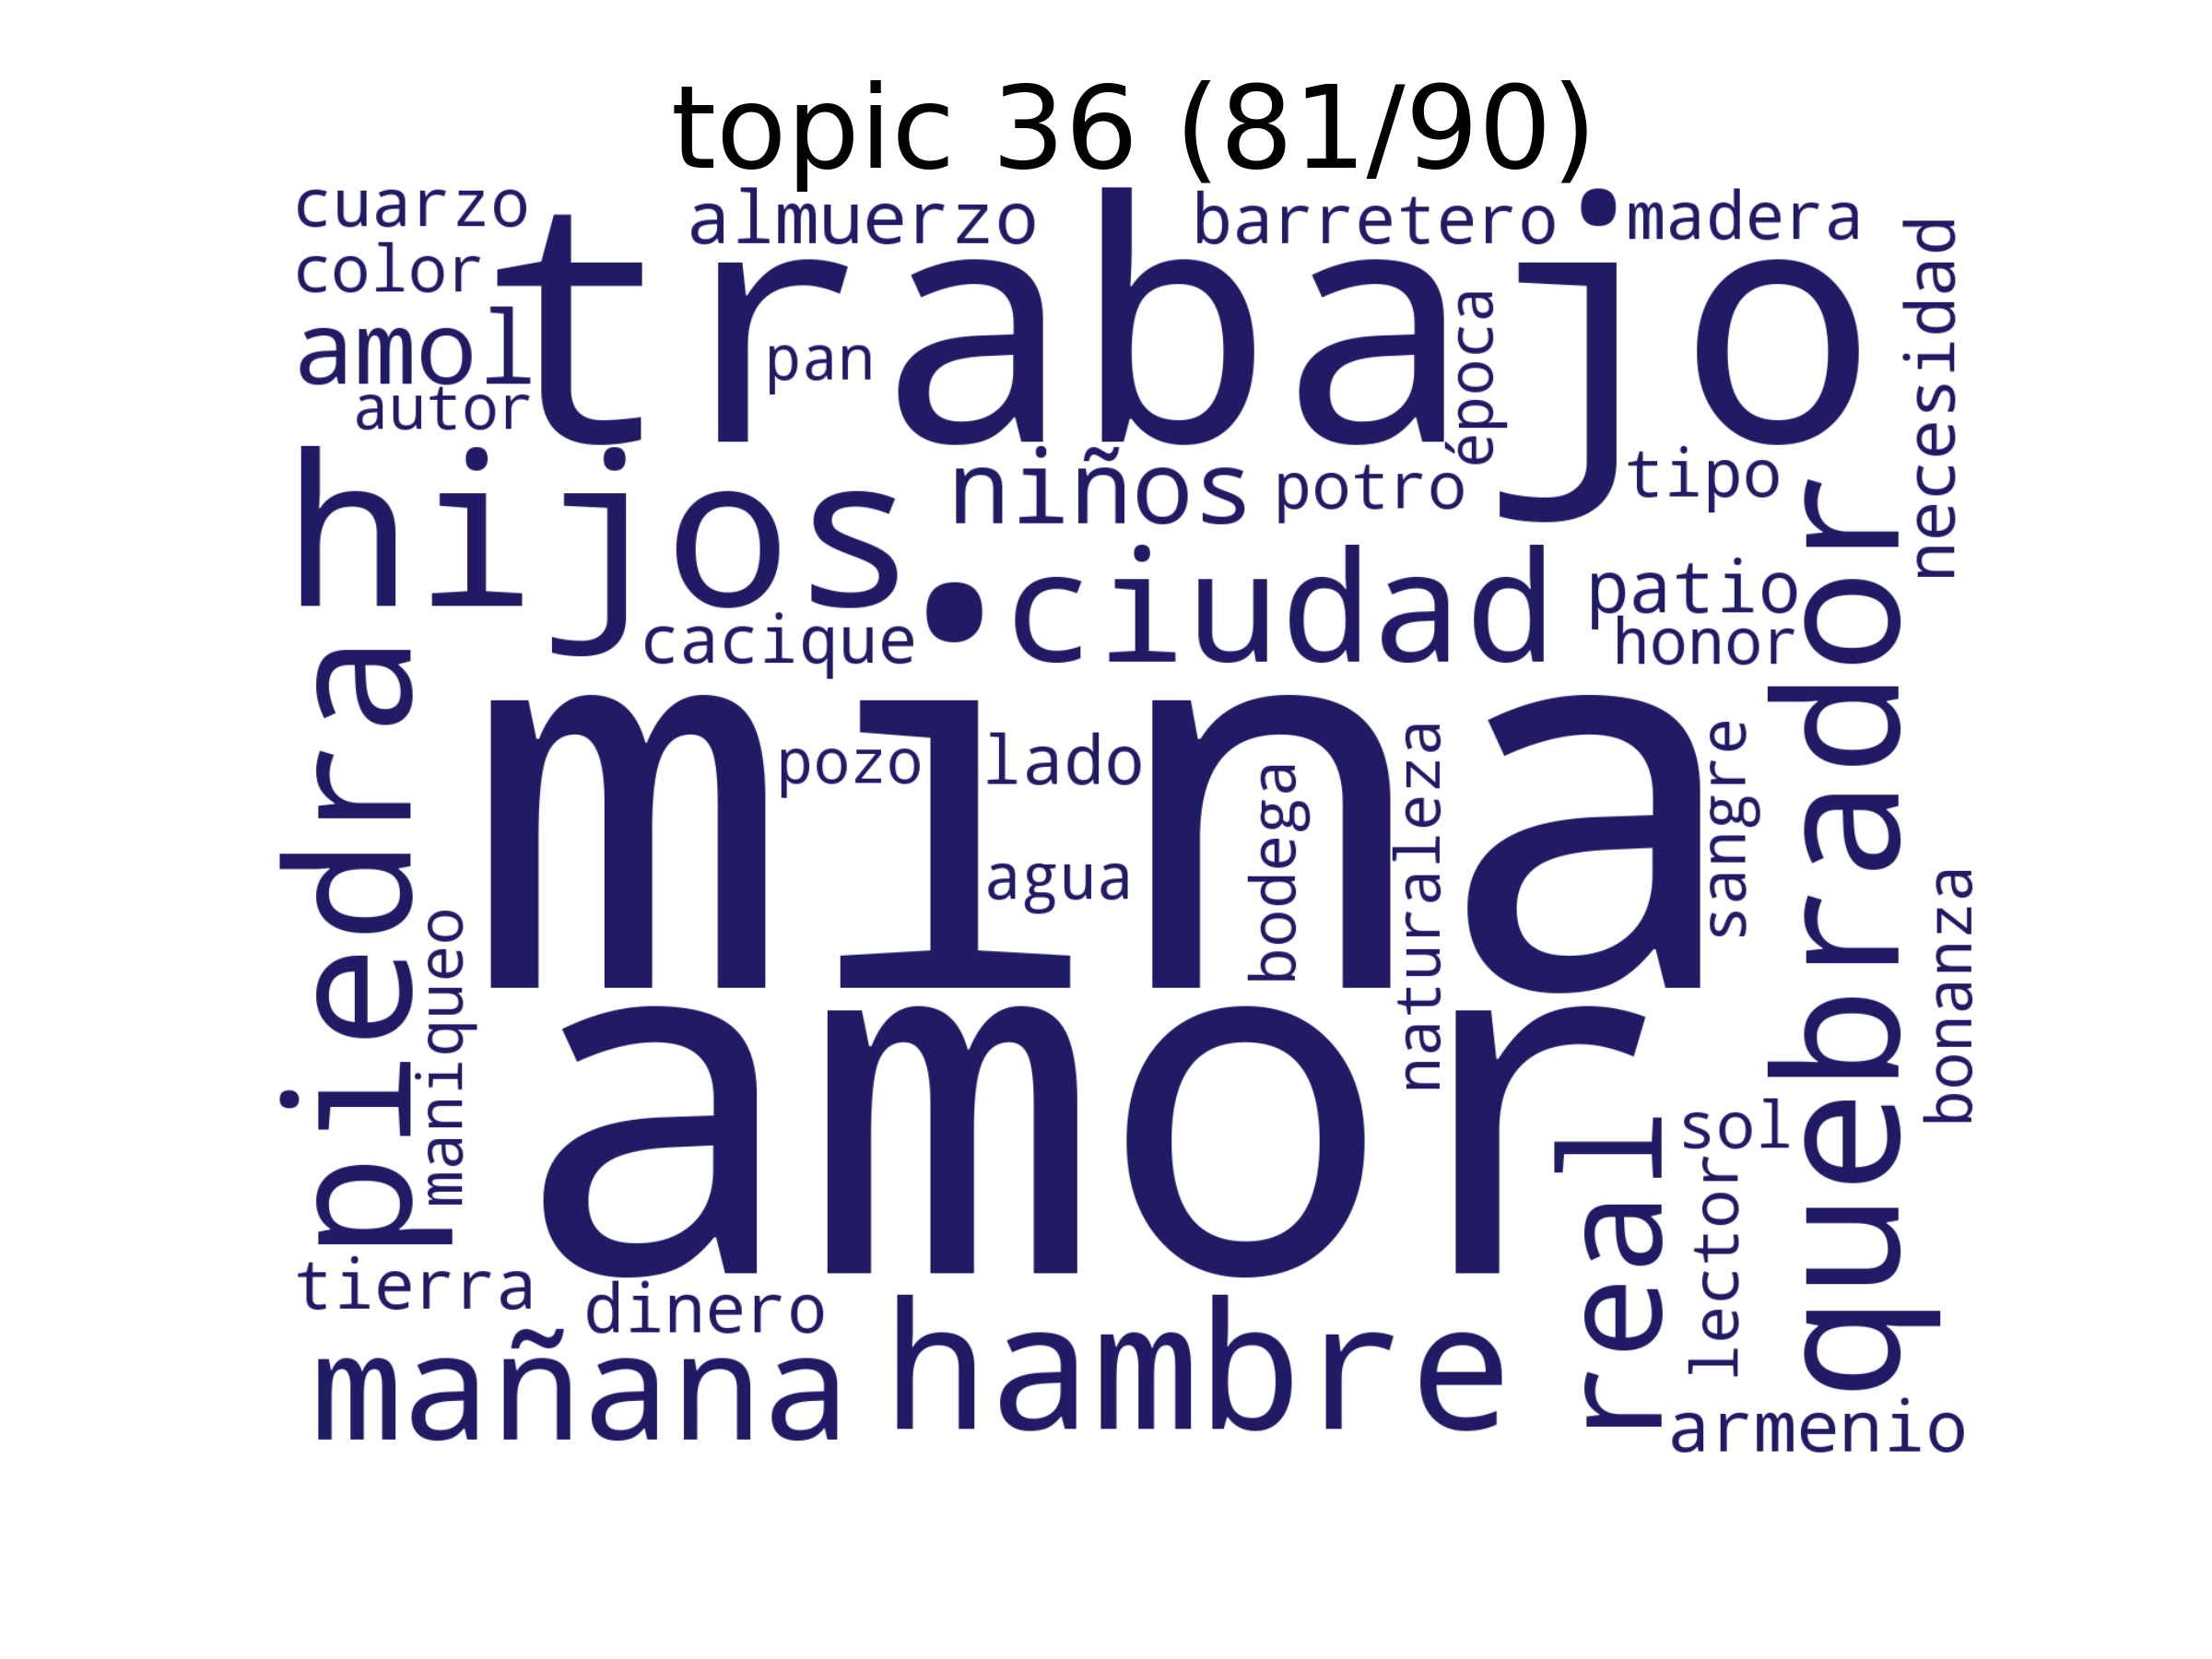 topic 36 (81/90)
cuarzo
almuerzo
barretero
madera
color
trabajo
necesidad
amol
pan
época
autor
hijos
niños
potro
tipo
ciudad
patio
cacique
honor
piedra
mina
quebrador
pozo
lado
bodega
naturaleza
sangre
agua
maniqueo
bonanza
amor
real
sol
lector
tierra
dinero
mañana
hambre
armenio